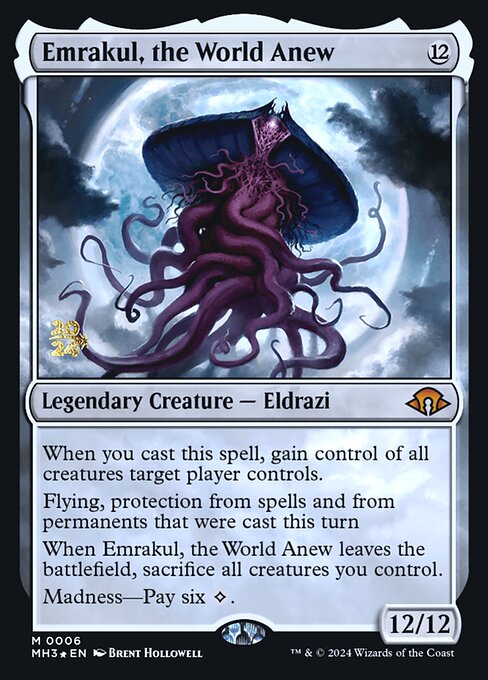 Emrakul, the World Anew 12
Legendary Creature — Eldrazi
When you cast this spell, gain control of all
creatures target player controls.
Flying, protection from spells and from
permanents that were cast this turn
When Emrakul, the World Anew leaves the
battlefield, sacrifice all creatures you control.
Madness—Pay six ◇.
12/12
M 0006
MH3★EN Brent Hollowell
™ & © 2024 Wizards of the Coast